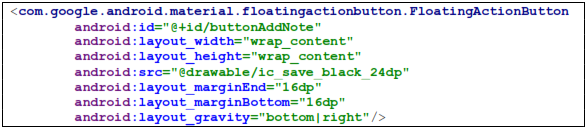 <com.google.android.material.floatingactionbutton.FloatingActionButton
android:id="@+id/buttonAddNote"
android:layout_width="wrap_content"
android:layout_height="wrap_content"
android:src="@drawable/ic_save_black_24dp"
android:layout_marginEnd="16dp"
android:layout_marginBottom="16dp"
android:layout_gravity="bottom|right"/>